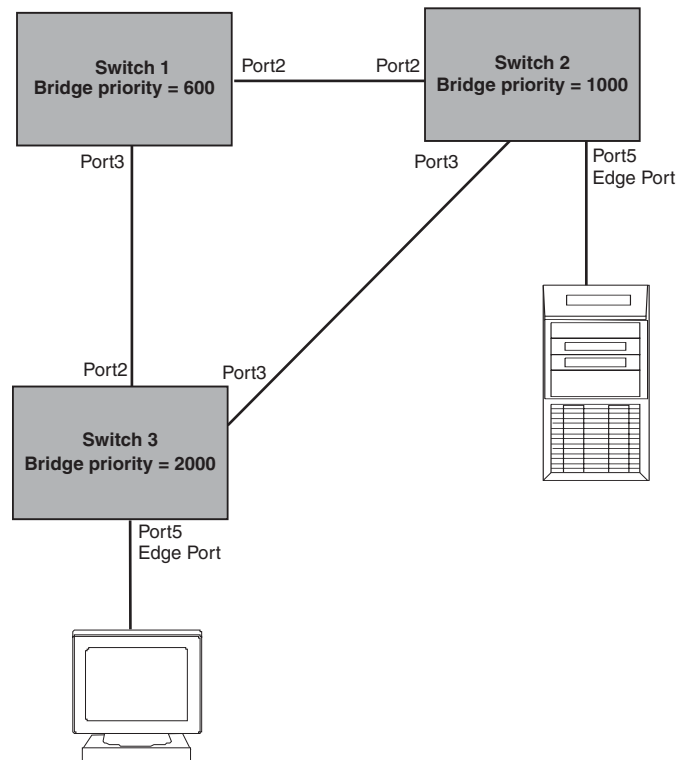 Switch 1
Bridge priority = 600
Port2
Port2
Switch 2
Bridge priority = 1000
Port3
Port3
Port5
Edge Port
Port2
Port3
Switch 3
Bridge priority = 2000
Port5
Edge Port